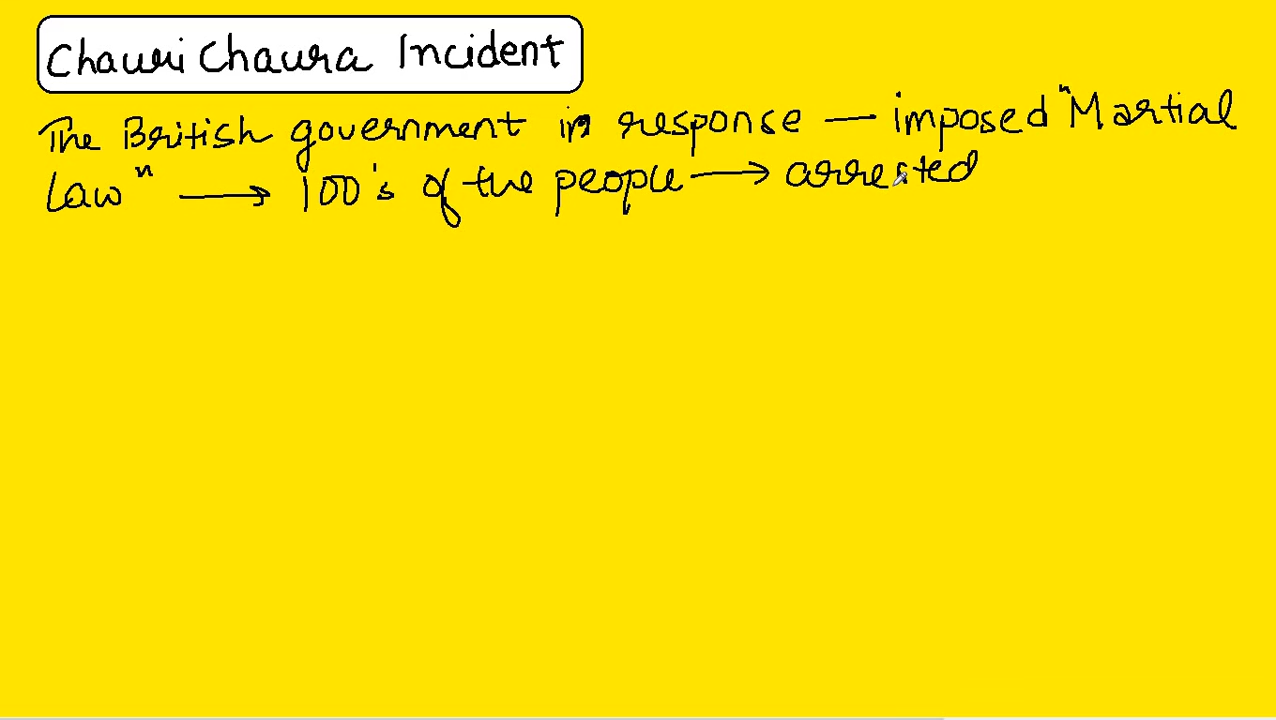 Chauri Chaura Incident
The British government in response — imposed "Martial
Law" → 100's of the people → arrested